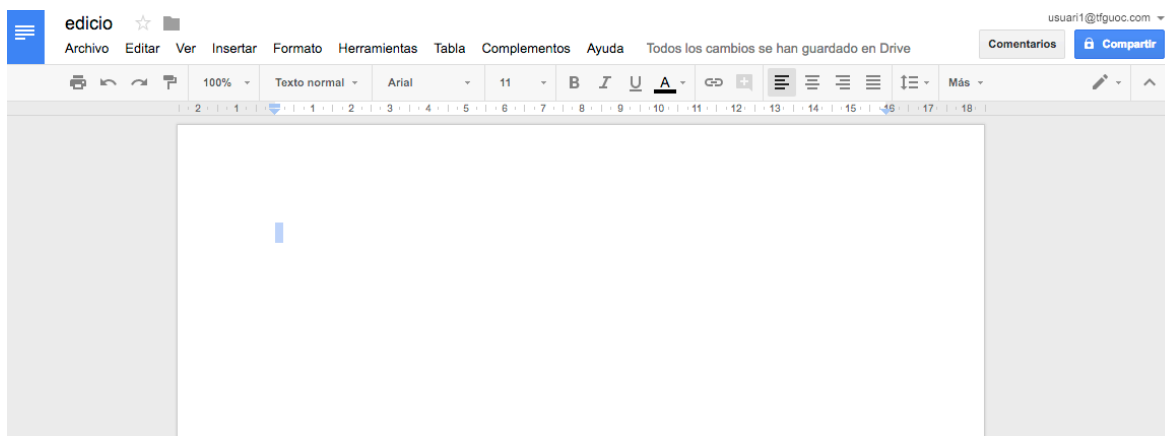 usuari1@tfguoc.com
edicio
Archivo Editar Ver Insertar Formato Herramientas Tabla Complementos Ayuda Todos los cambios se han guardado en Drive Comentarios Compartir
100% Texto normal Arial 11 B I U A Más
2 1 1 2 3 4 5 6 7 8 9 10 11 12 13 14 15 16 17 18